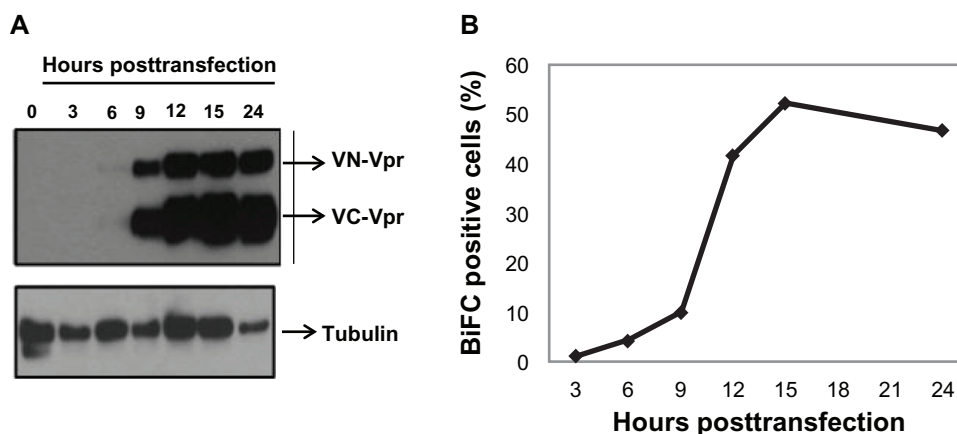 A
Hours posttransfection
0 3 6 9 12 15 24
VN-Vpr
VC-Vpr
Tubulin
B
BiFC positive cells (%)
60
50
40
30
20
10
0
3 6 9 12 15 18 21 24
Hours posttransfection